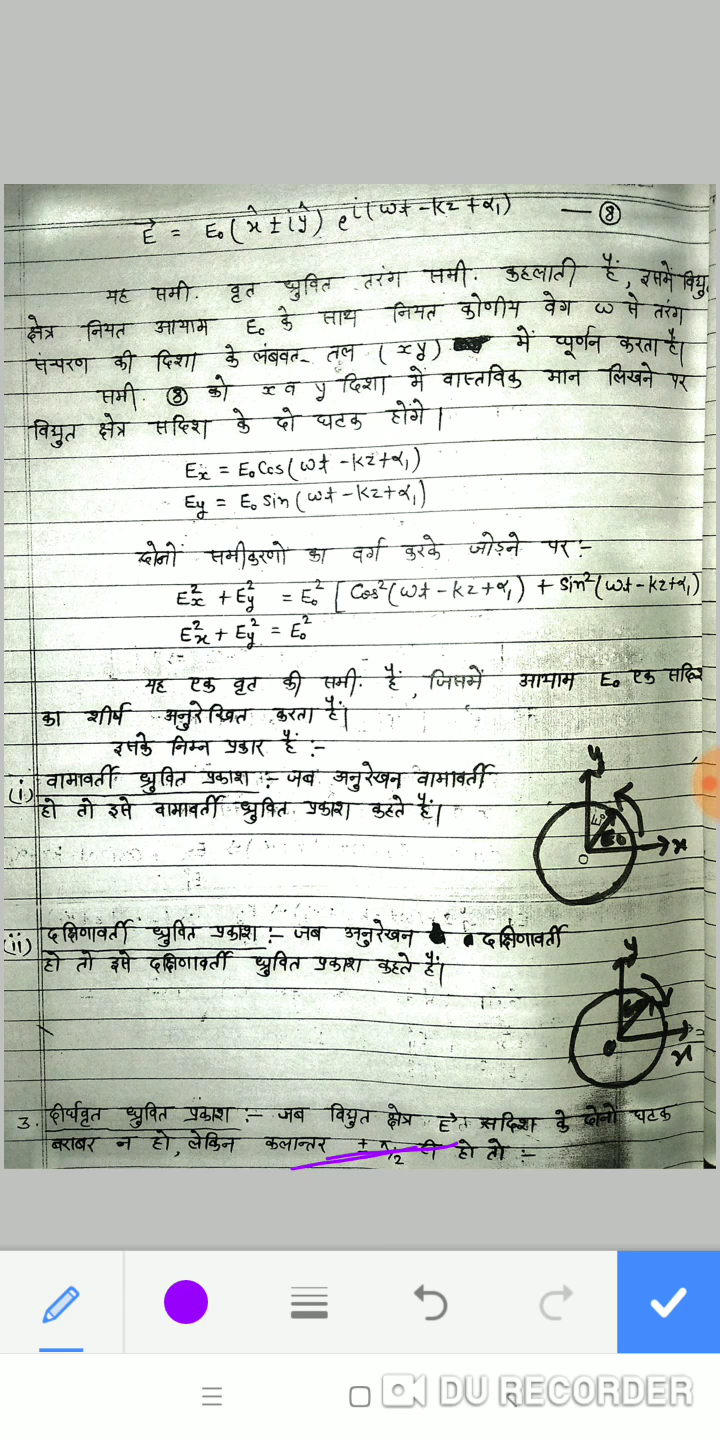 E⃗ = E₀(x̂ ± iŷ) e^i(ωt - kz + α₁) — ⑧
यह समी. वृत ध्रुवित तरंग समी. कहलाती हैं, इसमें विद्युत
क्षेत्र नियत आयाम E₀ के साथ नियत कोणीय वेग ω से तरंग
संचरण की दिशा के लंबवत- तल (xy) में घूर्णन करता है।
समी. ⑧ को x व y दिशा में वास्तविक मान लिखने पर
विद्युत क्षेत्र सदिश के दो घटक होंगे।
Ex = E₀ Cos(ωt - kz + α₁)
Ey = E₀ Sin(ωt - kz + α₁)
दोनो समीकरणो का वर्ग करके जोड़ने पर :-
Ex² + Ey² = E₀² [Cos²(ωt - kz + α₁) + Sin²(ωt - kz + α₁)
Ex² + Ey² = E₀²
यह एक वृत की समी. हैं, जिसमें आयाम E₀ एक सदिश
का शीर्ष अनुरेखित करता हैं।
इसके निम्न प्रकार हैं :-
(i) वामावर्ती ध्रुवित प्रकाश :- जब अनुरेखन वामावर्ती
हो तो इसे वामावर्ती ध्रुवित प्रकाश कहते हैं।
y
E₀
O
x
(ii) दक्षिणावर्ती ध्रुवित प्रकाश :- जब अनुरेखन दक्षिणावर्ती
हो तो इसे दक्षिणावर्ती ध्रुवित प्रकाश कहते हैं।
y
x
3. दीर्घवृत ध्रुवित प्रकाश :- जब विद्युत क्षेत्र E⃗ सदिश के दोनो घटक
बराबर न हो, लेकिन कलान्तर ± π/2 ही हो तो :-
DU RECORDER